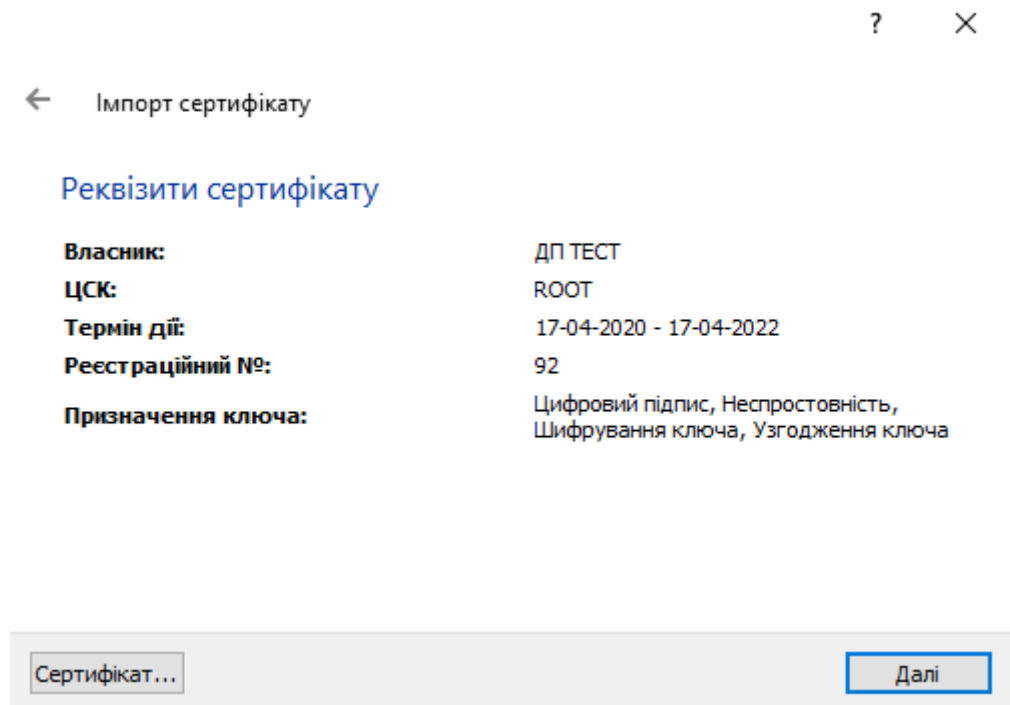 ?
Імпорт сертифікату
Реквізити сертифікату
Власник: ДП ТЕСТ
ЦСК: ROOT
Термін дії: 17-04-2020 - 17-04-2022
Реєстраційний №: 92
Призначення ключа: Цифровий підпис, Неспростовність,
Шифрування ключа, Узгодження ключа
Сертифікат... Далі